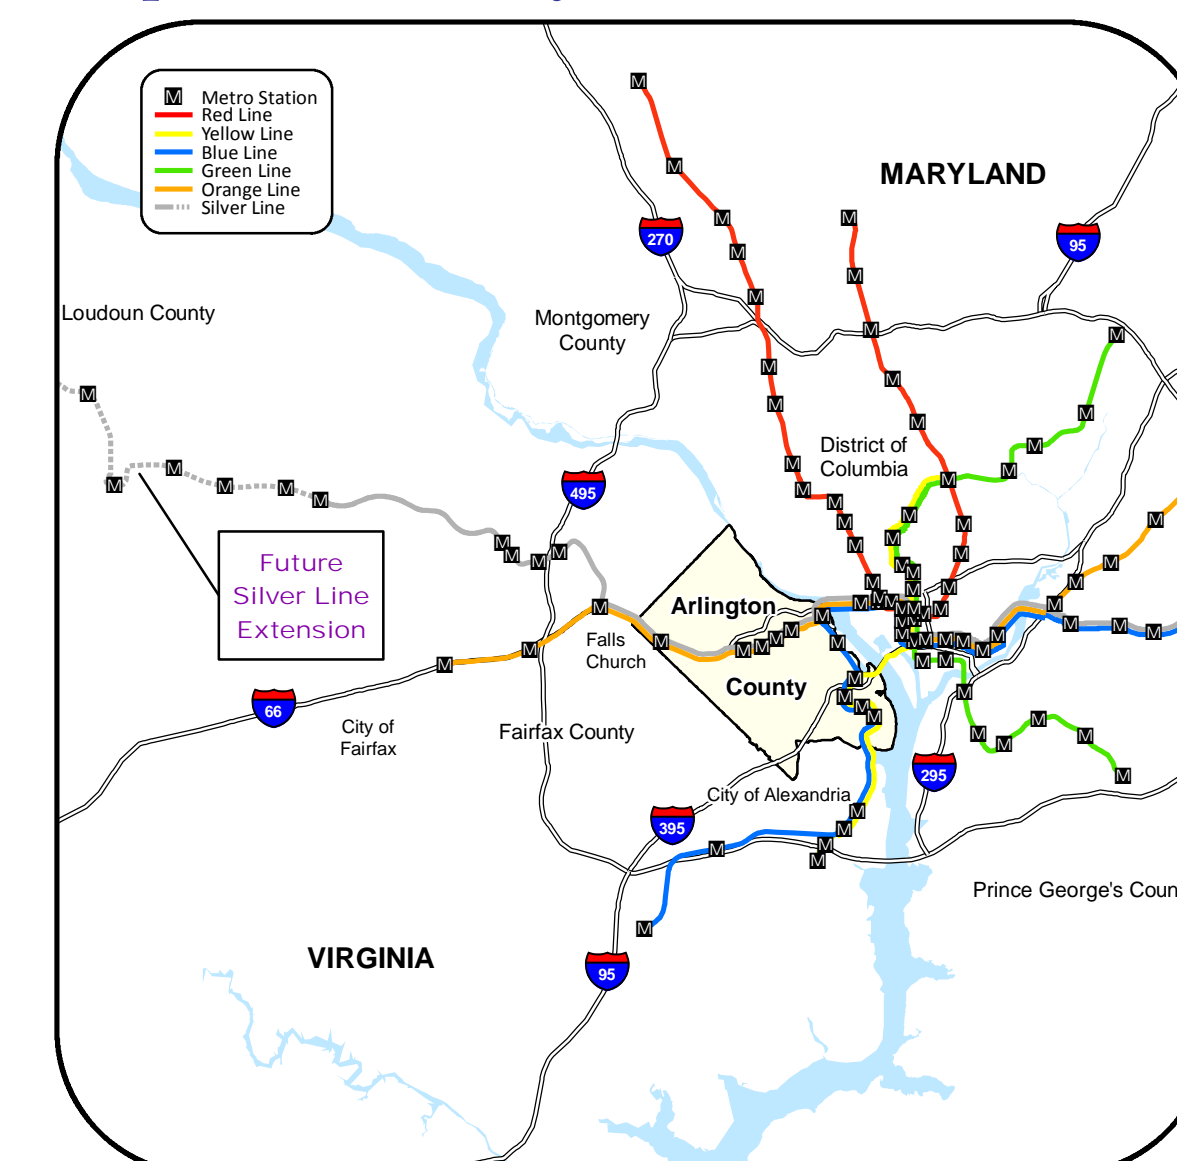 M Metro Station
Red Line
Yellow Line
Blue Line
Green Line
Orange Line
Silver Line
MARYLAND
270
95
Loudoun County
Montgomery
County
District of
Columbia
495
Future
Silver Line
Extension
Arlington
County
Falls
Church
66
City of
Fairfax
Fairfax County
295
City of Alexandria
395
Prince George's Coun
VIRGINIA
95